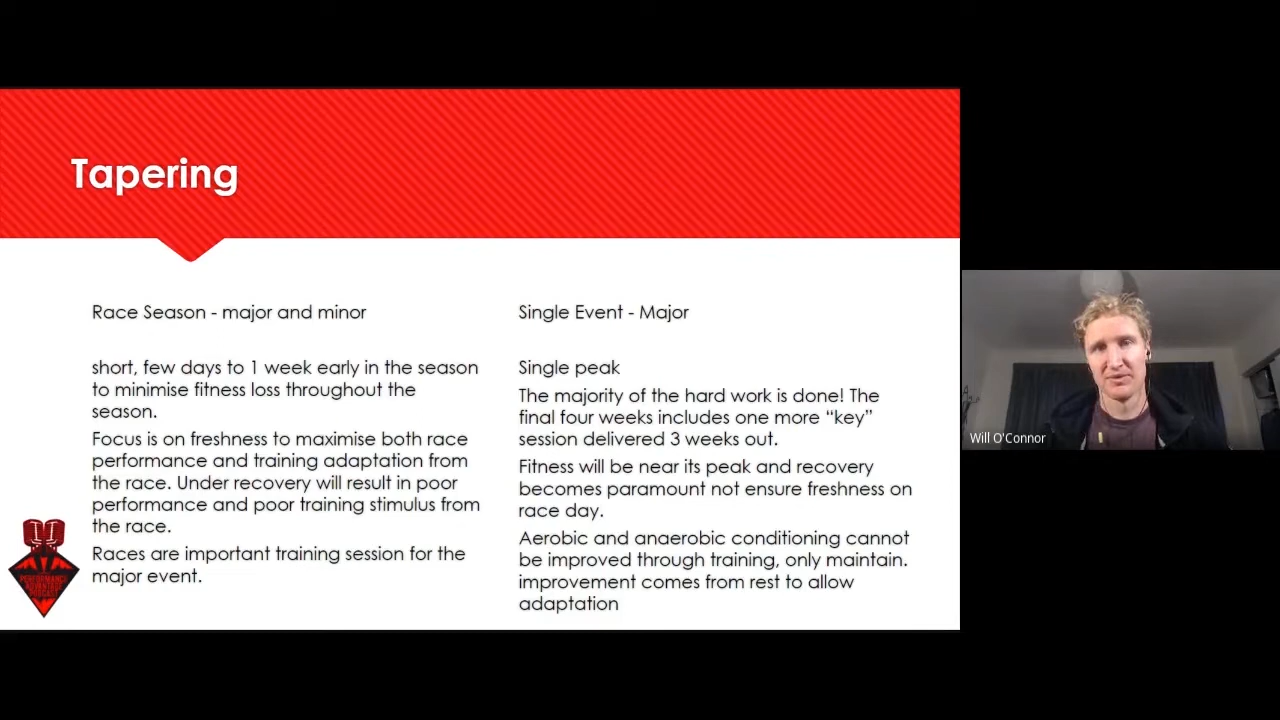 Tapering
Race Season - major and minor
short, few days to 1 week early in the season
to minimise fitness loss throughout the
season.
Focus is on freshness to maximise both race
performance and training adaptation from
the race. Under recovery will result in poor
performance and poor training stimulus from
the race.
Races are important training session for the
major event.
Single Event - Major
Single peak
The majority of the hard work is done! The
final four weeks includes one more “key”
session delivered 3 weeks out.
Fitness will be near its peak and recovery
becomes paramount not ensure freshness on
race day.
Aerobic and anaerobic conditioning cannot
be improved through training, only maintain.
improvement comes from rest to allow
adaptation
PERFORMANCE
ADVANTAGE
PODCAST
Will O'Connor